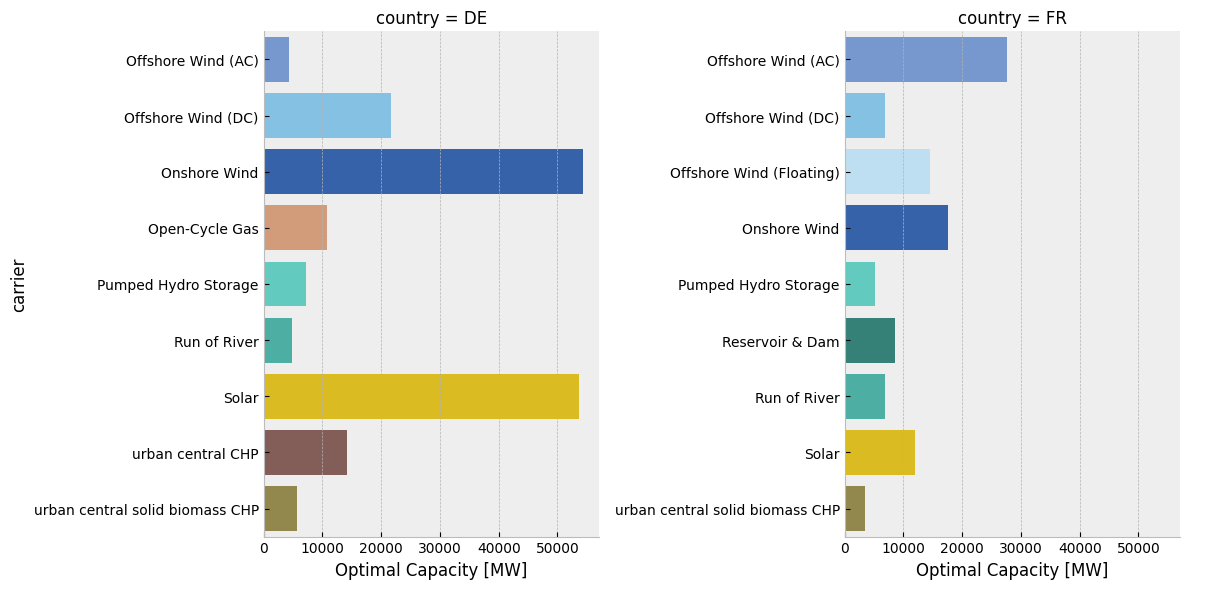 country = DE
carrier
Offshore Wind (AC)
Offshore Wind (DC)
Onshore Wind
Open-Cycle Gas
Pumped Hydro Storage
Run of River
Solar
urban central CHP
urban central solid biomass CHP
0 10000 20000 30000 40000 50000
Optimal Capacity [MW]
country = FR
Offshore Wind (AC)
Offshore Wind (DC)
Offshore Wind (Floating)
Onshore Wind
Pumped Hydro Storage
Reservoir & Dam
Run of River
Solar
urban central solid biomass CHP
0 10000 20000 30000 40000 50000
Optimal Capacity [MW]